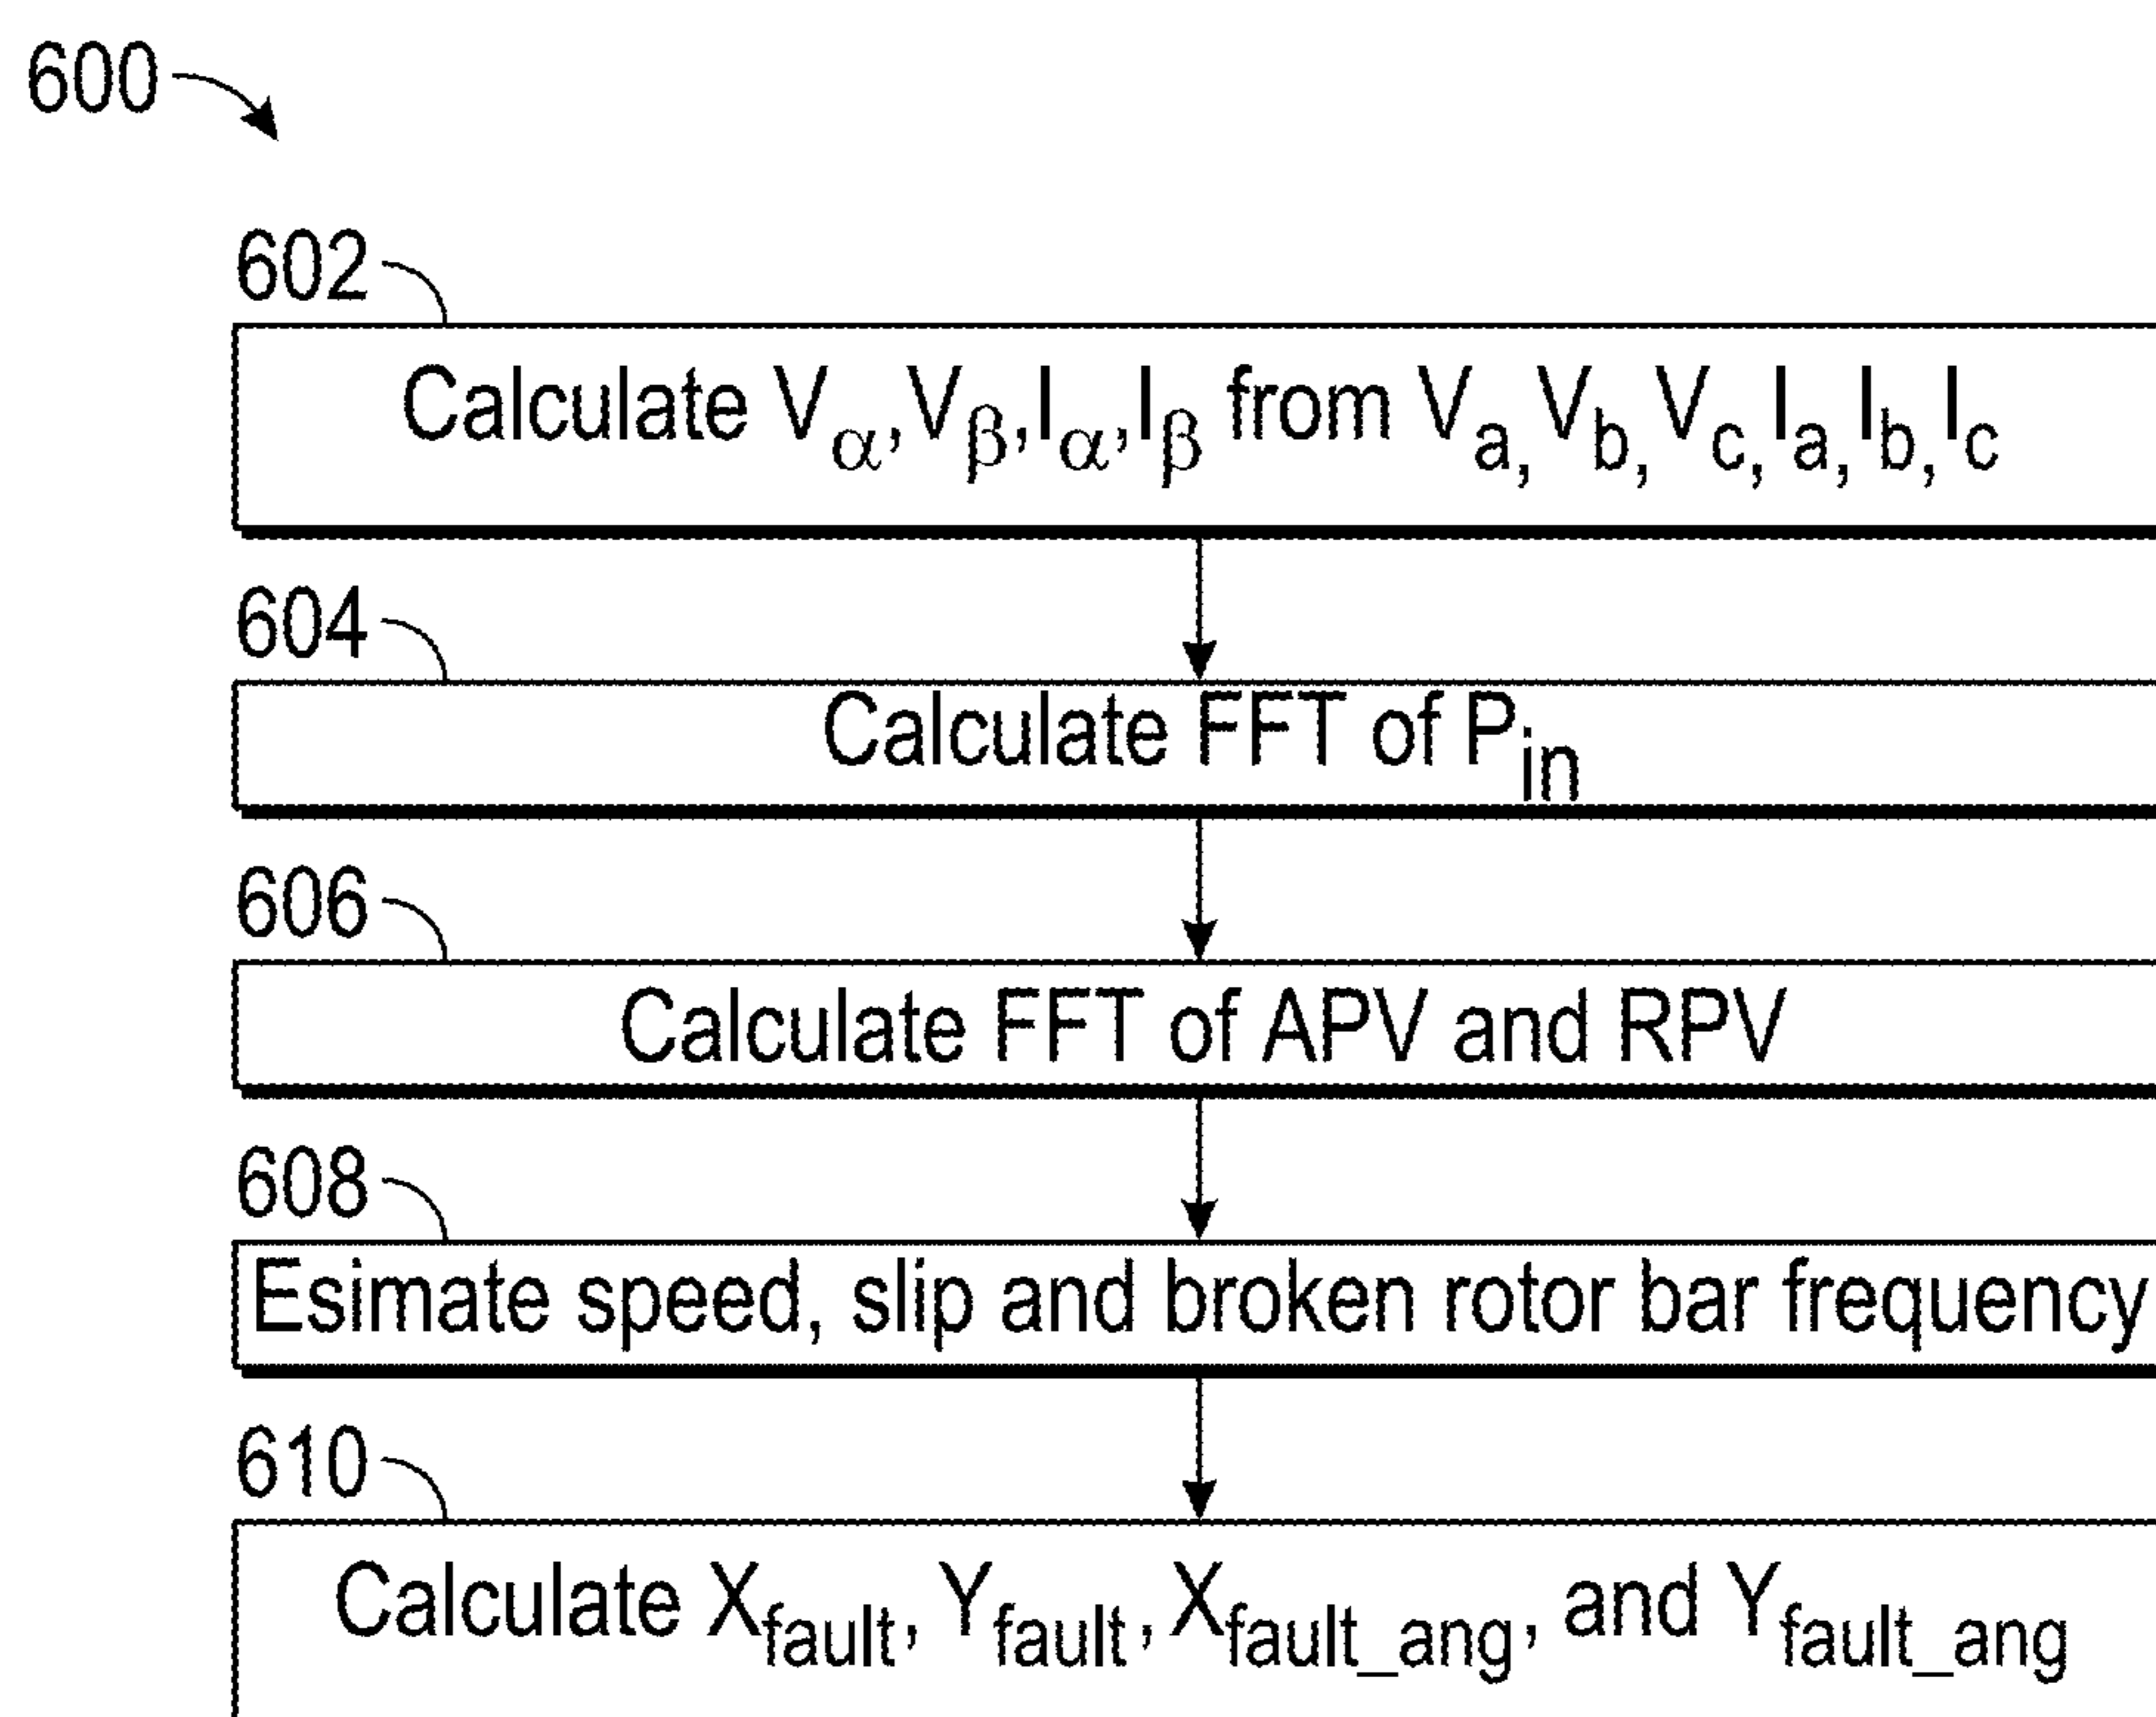 600
602
Calculate Vα,Vβ,Iα,Iβ from Va, Vb, Vc, Ia, Ib, Ic
604
Calculate FFT of Pin
606
Calculate FFT of APV and RPV
608
Esimate speed, slip and broken rotor bar frequency
610
Calculate Xfault, Yfault, Xfault_ang, and Yfault_ang